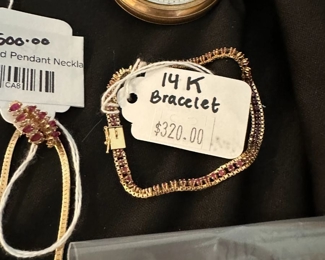 500.00
d Pendant Neckla
CA8
14K
Bracelet
$320.00